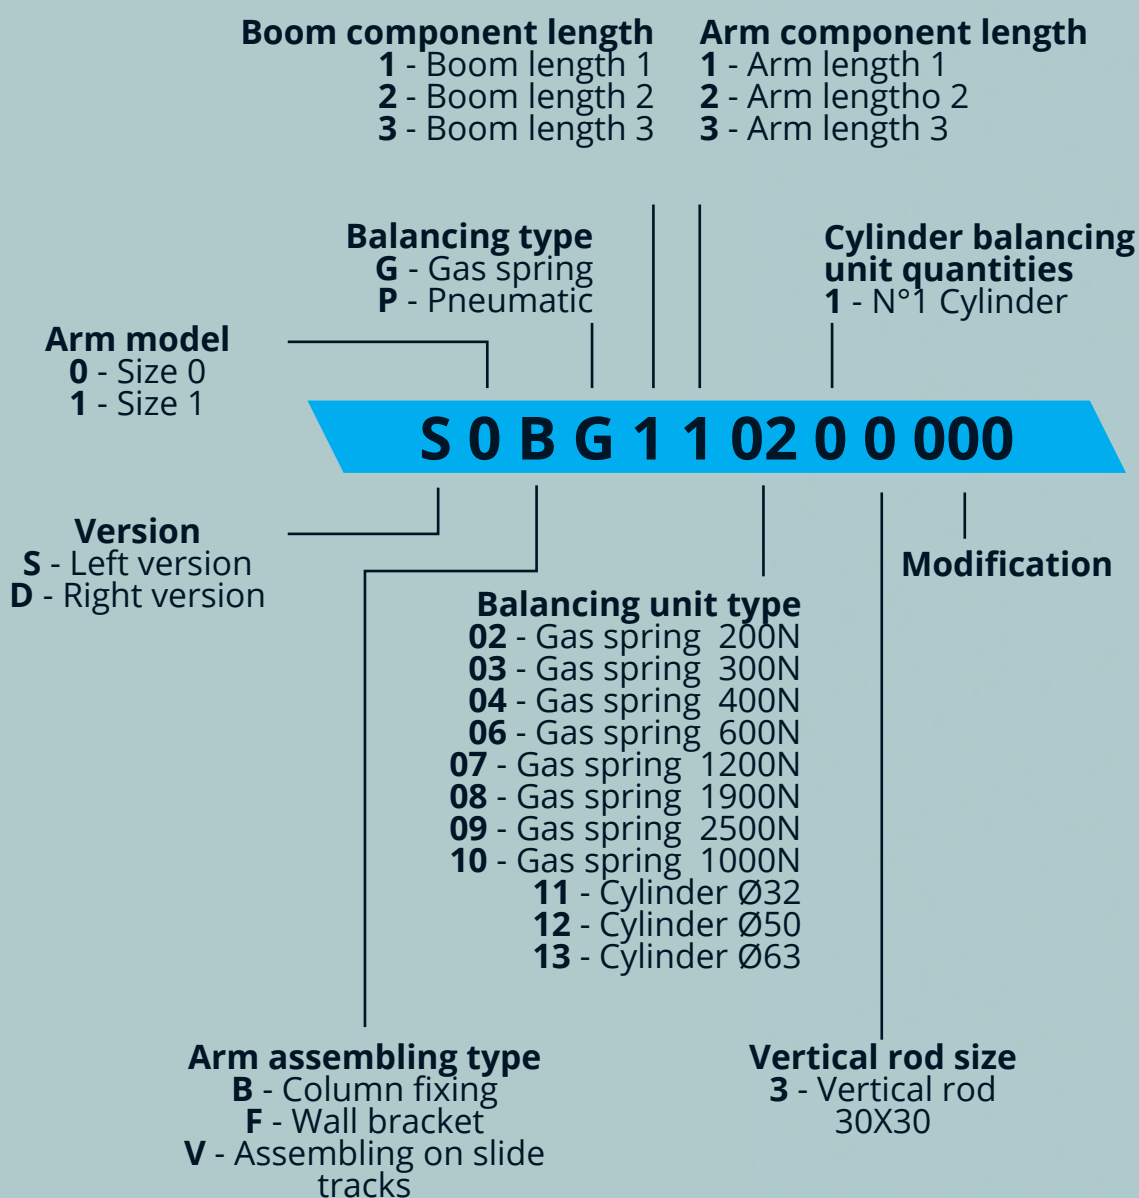 Boom component length
1 - Boom length 1
2 - Boom length 2
3 - Boom length 3
Arm component length
1 - Arm length 1
2 - Arm lengtho 2
3 - Arm length 3
Balancing type
G - Gas spring
P - Pneumatic
Cylinder balancing
unit quantities
1 - N°1 Cylinder
Arm model
0 - Size 0
1 - Size 1
S 0 B G 1 1 02 0 0 000
Version
S - Left version
D - Right version
Modification
Balancing unit type
02 - Gas spring 200N
03 - Gas spring 300N
04 - Gas spring 400N
06 - Gas spring 600N
07 - Gas spring 1200N
08 - Gas spring 1900N
09 - Gas spring 2500N
10 - Gas spring 1000N
11 - Cylinder Ø32
12 - Cylinder Ø50
13 - Cylinder Ø63
Arm assembling type
B - Column fixing
F - Wall bracket
V - Assembling on slide
tracks
Vertical rod size
3 - Vertical rod
30X30